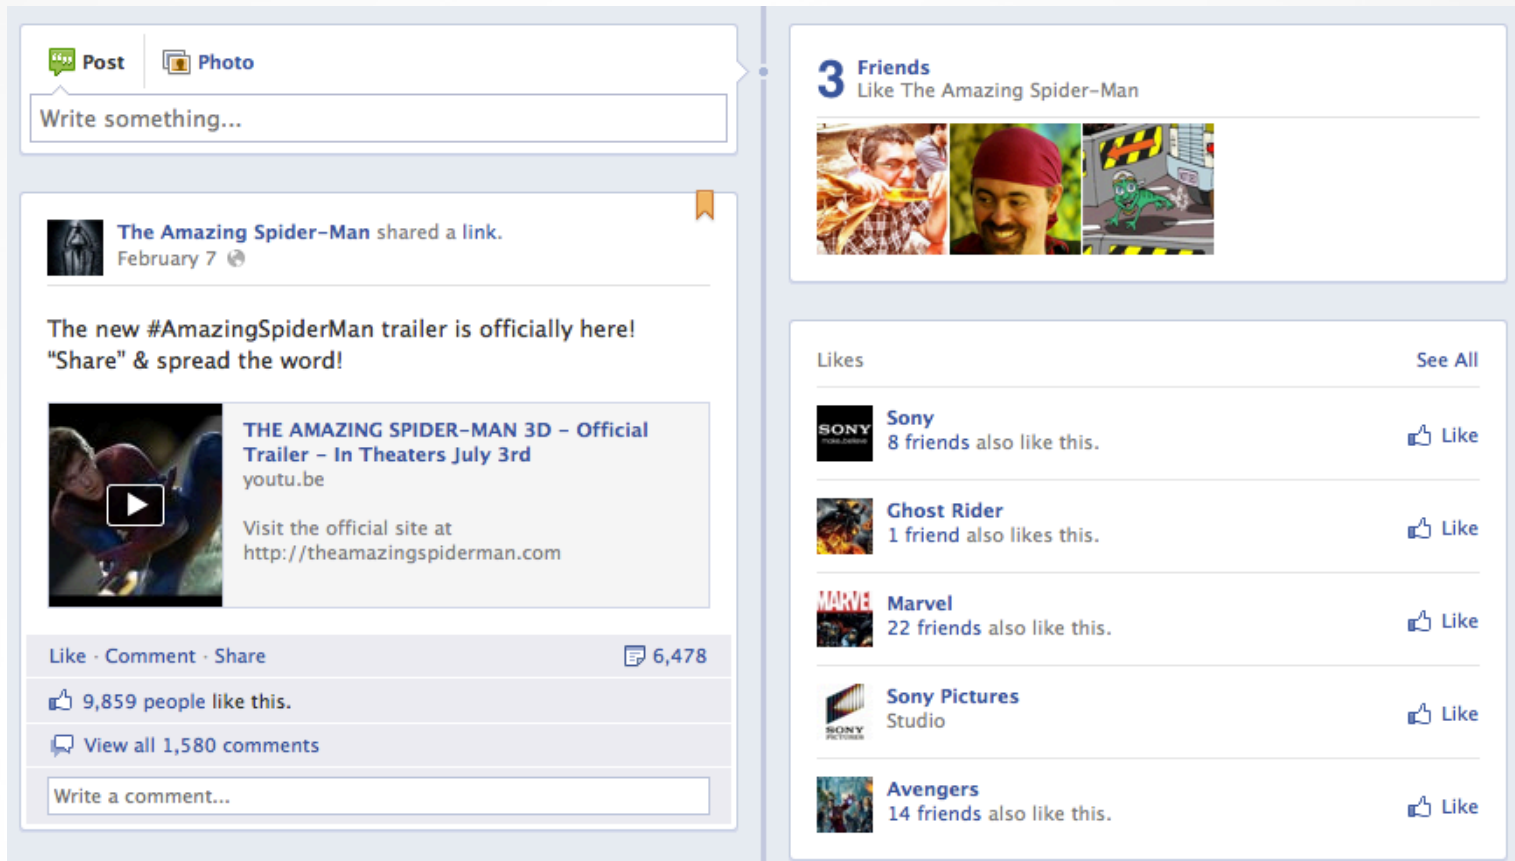 Post
Photo
Write something...
The Amazing Spider-Man shared a link.
February 7
The new #AmazingSpiderMan trailer is officially here!
“Share” & spread the word!
THE AMAZING SPIDER-MAN 3D - Official
Trailer - In Theaters July 3rd
youtu.be
Visit the official site at
http://theamazingspiderman.com
Like · Comment · Share
6,478
9,859 people like this.
View all 1,580 comments
Write a comment...
3
Friends
Like The Amazing Spider-Man
Likes
See All
SONY
make.believe
Sony
8 friends also like this.
Like
Ghost Rider
1 friend also likes this.
Like
MARVEL
Marvel
22 friends also like this.
Like
SONY
PICTURES
Sony Pictures
Studio
Like
Avengers
14 friends also like this.
Like